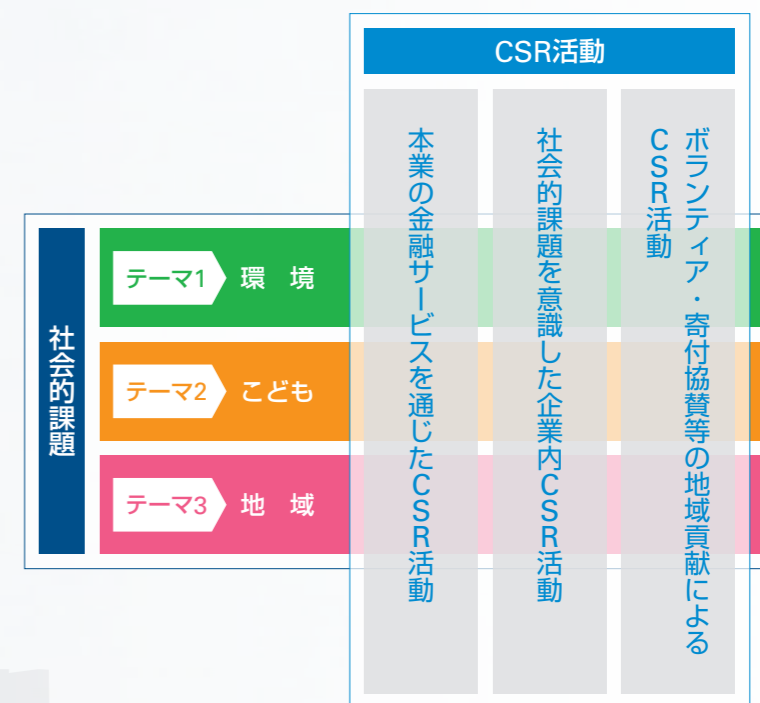 CSR活動
本業の金融サービスを通じたCSR活動
社会的課題を意識した企業内CSR活動
ボランティア・寄付協賛等の地域貢献による
CSR活動
社会的課題
テーマ1 環 境
テーマ2 こども
テーマ3 地 域